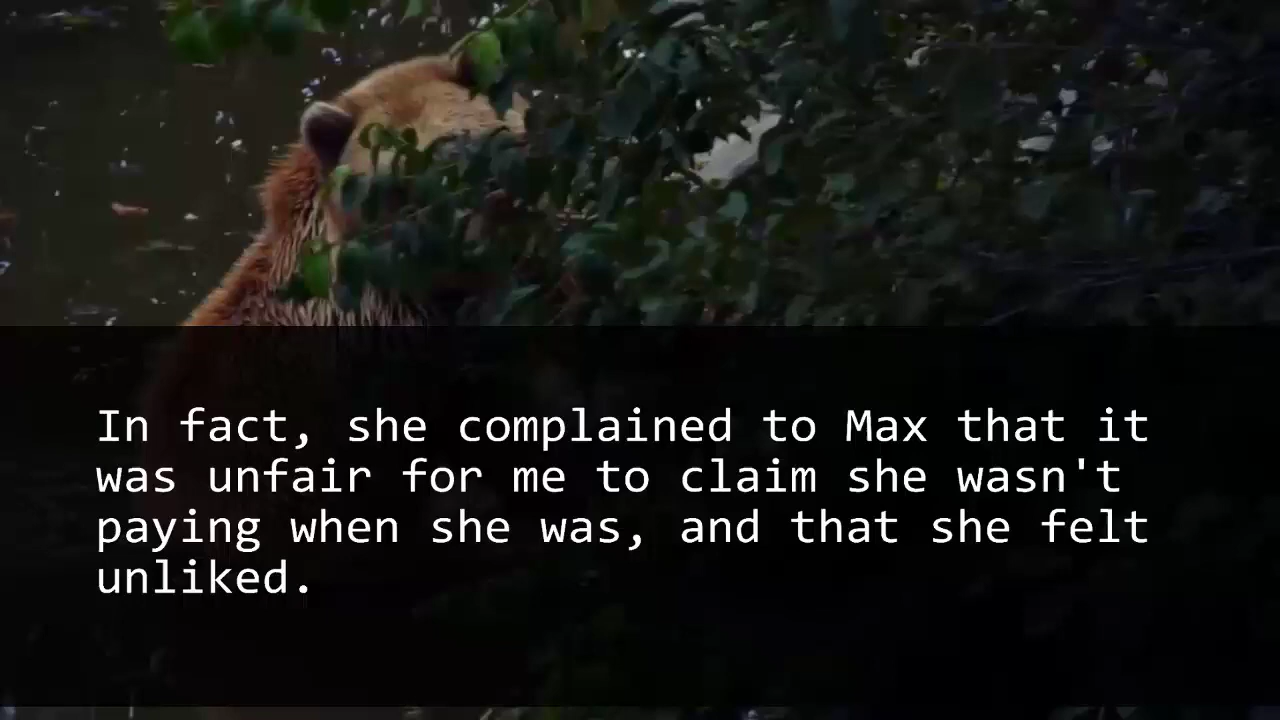 In fact, she complained to Max that it
was unfair for me to claim she wasn't
paying when she was, and that she felt
unliked.